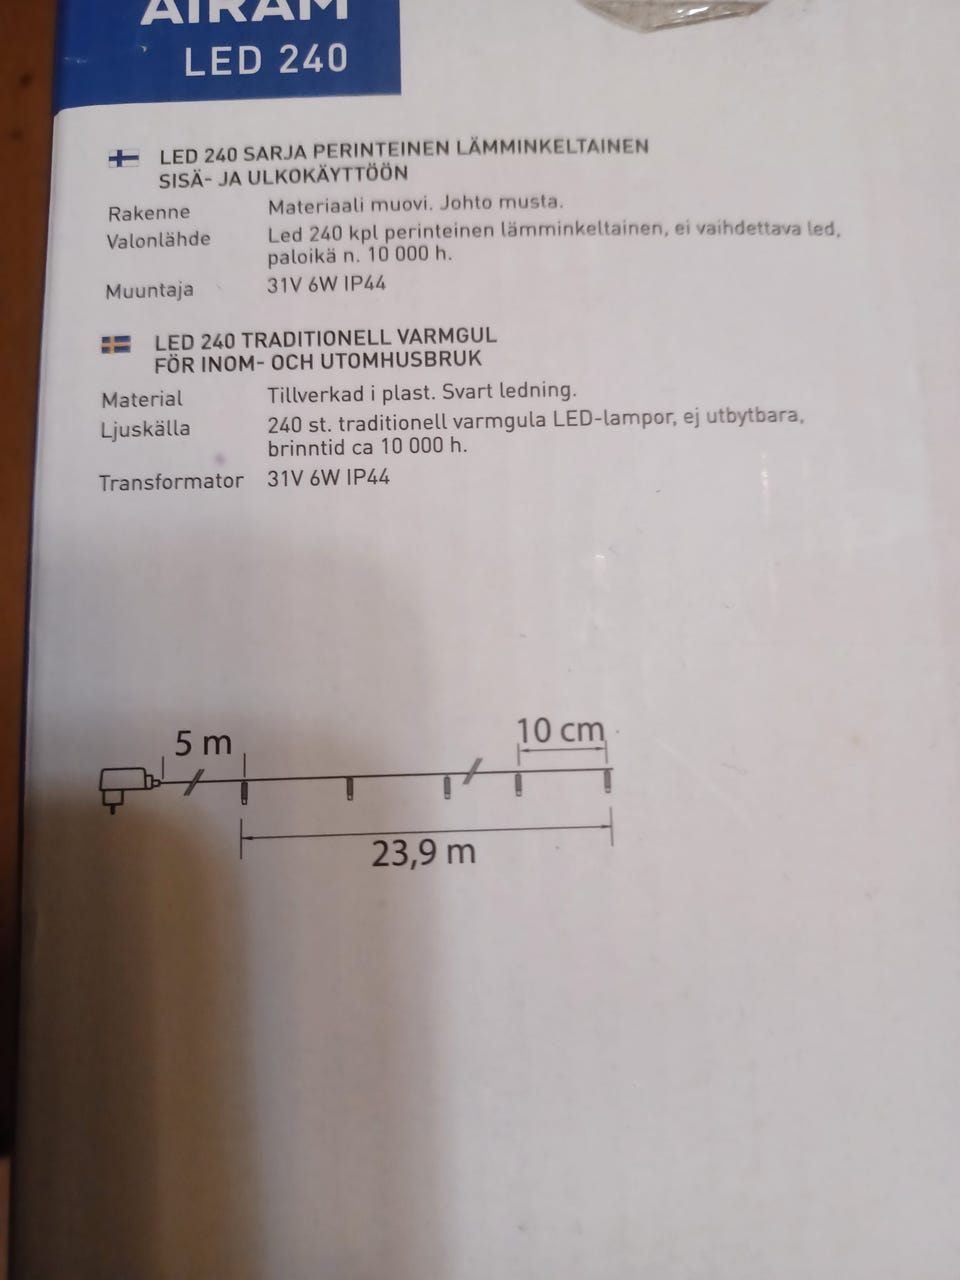 AIRAM
LED 240
LED 240 SARJA PERINTEINEN LÄMMINKELTAINEN
SISÄ- JA ULKOKÄYTTÖÖN
Rakenne Materiaali muovi. Johto musta.
Valonlähde Led 240 kpl perinteinen lämminkeltainen, ei vaihdettava led,
paloikä n. 10 000 h.
Muuntaja 31V 6W IP44
LED 240 TRADITIONELL VARMGUL
FÖR INOM- OCH UTOMHUSBRUK
Material Tillverkad i plast. Svart ledning.
Ljuskälla 240 st. traditionell varmgula LED-lampor, ej utbytbara,
brinntid ca 10 000 h.
Transformator 31V 6W IP44
5 m 10 cm
23,9 m